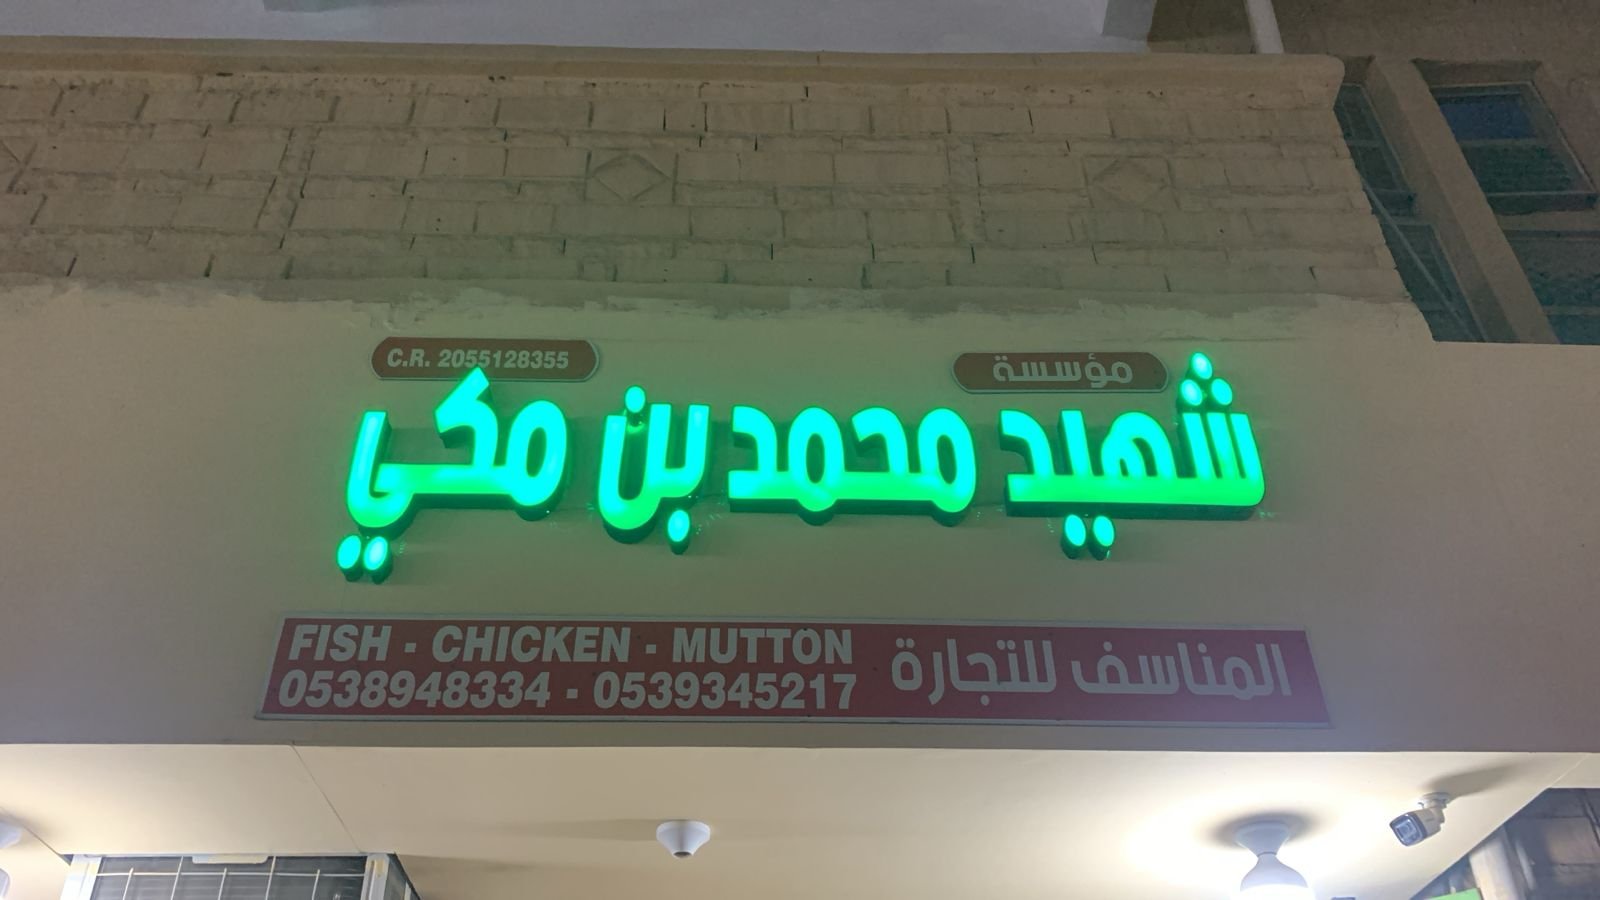 مؤسسة
C.R. 2055128355
شهيد محمد بن مكي
المناسف للتجارة
FISH - CHICKEN - MUTTON
0538948334 - 0539345217